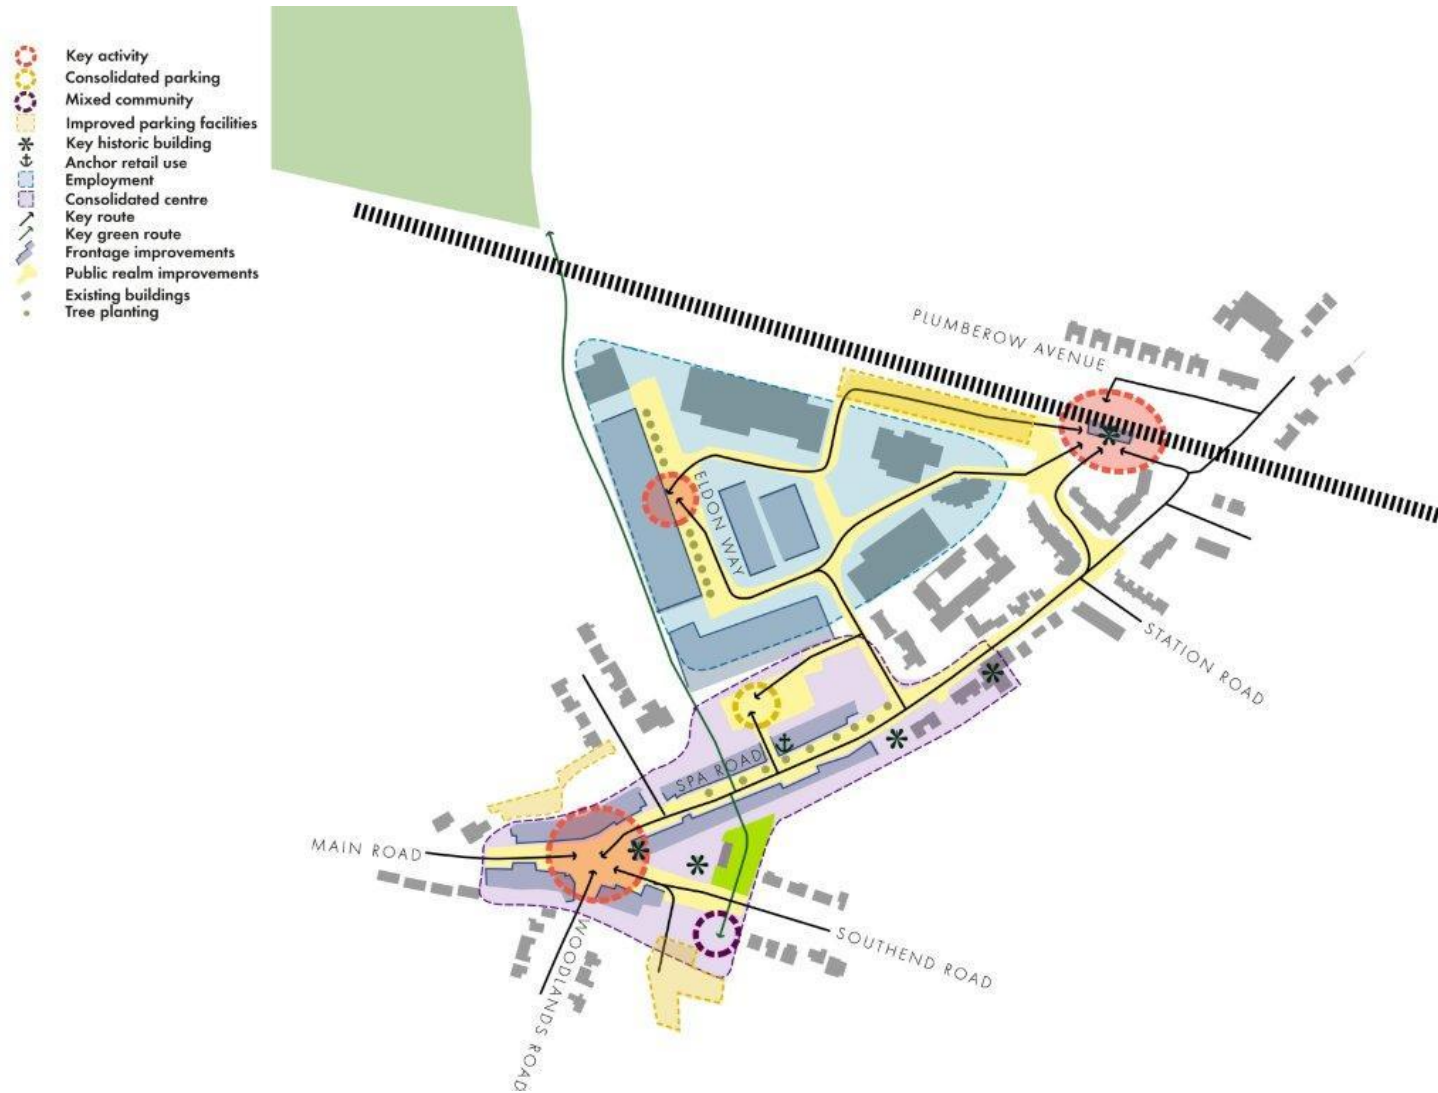 Key activity
Consolidated parking
Mixed community
Improved parking facilities
Key historic building
Anchor retail use
Employment
Consolidated centre
Key route
Key green route
Frontage improvements
Public realm improvements
Existing buildings
Tree planting
PLUMBEROW AVENUE
ELDON WAY
STATION ROAD
SPA ROAD
MAIN ROAD
SOUTHEND ROAD
WOODLANDS ROAD